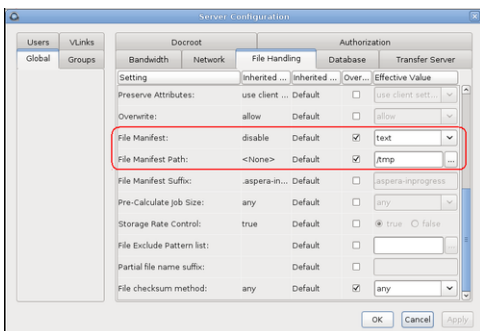 Server Configuration
Users VLinks Docroot Authorization
Global Groups Bandwidth Network File Handling Database Transfer Server
Setting Inherited ... Inherited ... Over... Effective Value
Preserve Attributes: use client ... Default use client sett...
Overwrite: allow Default allow
File Manifest: disable Default text
File Manifest Path: <None> Default /tmp ...
File Manifest Suffix: .aspera-in... Default aspera-inprogress
Pre-Calculate Job Size: any Default any
Storage Rate Control: true Default true false
File Exclude Pattern list: Default
Partial file name suffix: Default
File checksum method: any Default any
OK Cancel Apply